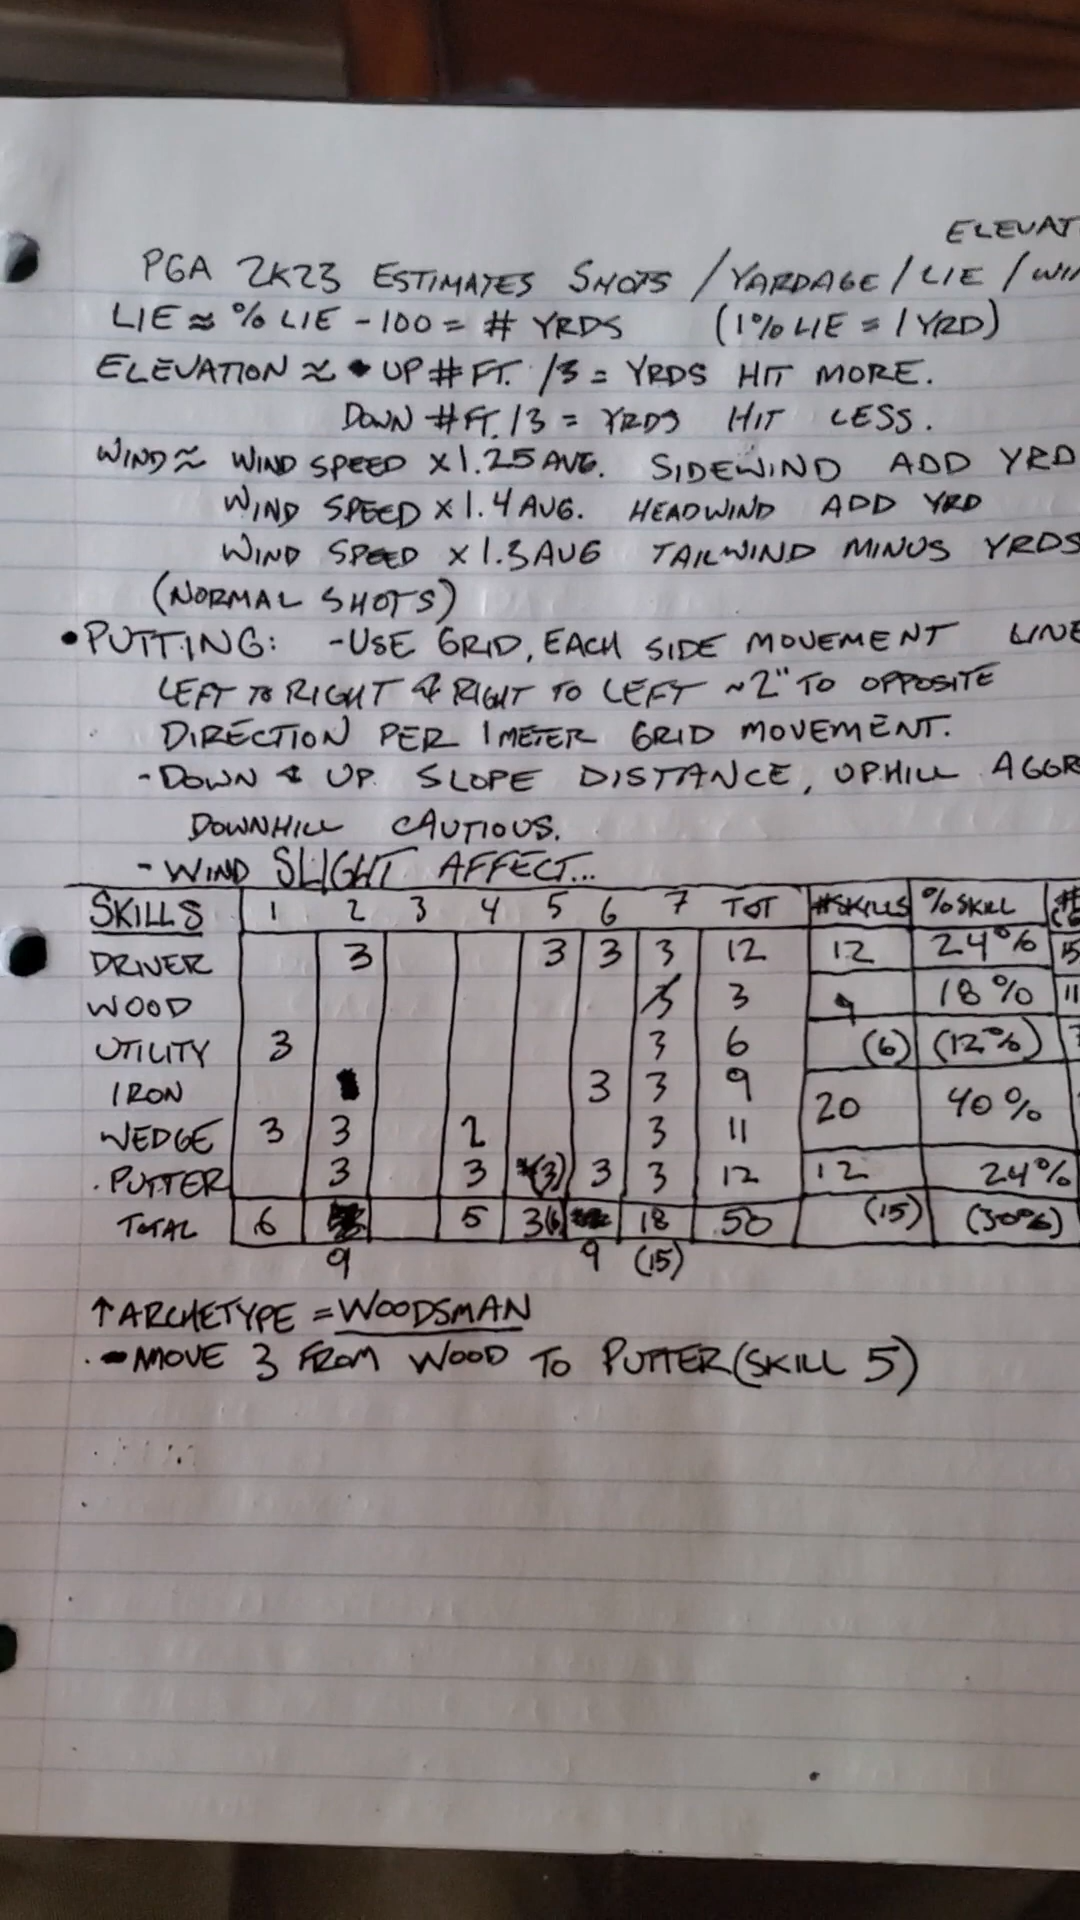 ELEVAT
PGA 2K23 ESTIMATES SHOTS / YARDAGE / LIE / WIN
LIE ≈ % LIE - 100 = # YRDS (1% LIE = 1 YRD)
ELEVATION ≈ UP # FT. /3 = YRDS HIT MORE.
DOWN # FT. /3 = YRDS HIT LESS.
WIND ≈ WIND SPEED X 1.25 AVG. SIDEWIND ADD YRD
WIND SPEED X 1.4 AUG. HEADWIND ADD YRD
WIND SPEED X 1.3 AUG TAILWIND MINUS YRDS
(NORMAL SHOTS)
• PUTTING: - USE GRID, EACH SIDE MOVEMENT LINE
LEFT TO RIGHT & RIGHT TO LEFT ~2" TO OPPOSITE
DIRECTION PER 1 METER GRID MOVEMENT.
- DOWN & UP SLOPE DISTANCE, UPHILL AGGR
DOWNHILL CAUTIOUS.
- WIND SLIGHT AFFECT...
SKILLS 1 2 3 4 5 6 7 TOT #SKILLS % SKILL
DRIVER 3 3 3 3 12 12 24% 15
WOOD 3 3 9 18% 11
UTILITY 3 3 6 (6) (12%)
IRON 3 3 9 20 40%
WEDGE 3 3 2 3 11
PUTTER 3 3 (3) 3 3 12 12 24%
TOTAL 6 5 3(6) 18 50 (15) (30%)
9 9 (15)
↑ ARCHETYPE = WOODSMAN
- MOVE 3 FROM WOOD TO PUTTER (SKILL 5)